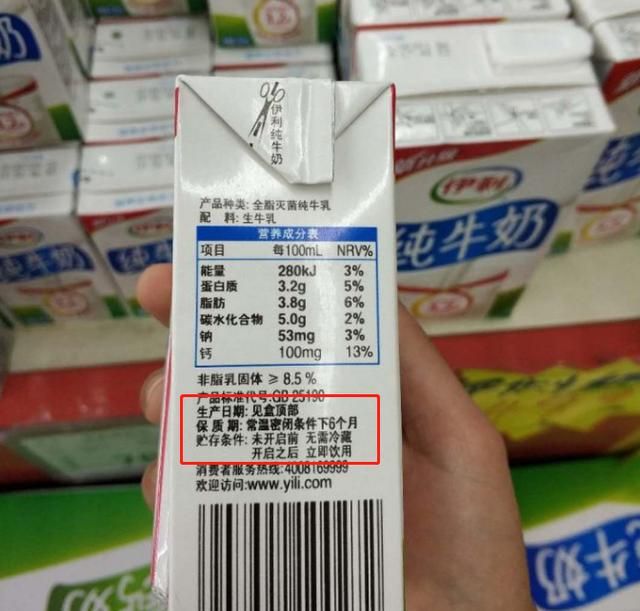 伊利纯牛奶
产品种类: 全脂灭菌纯牛乳
配 料: 生牛乳
营养成分表
项目 每100mL NRV%
能量 280kJ 3%
蛋白质 3.2g 5%
脂肪 3.8g 6%
碳水化合物 5.0g 2%
钠 53mg 3%
钙 100mg 13%
非脂乳固体 ≥ 8.5 %
产品标准代号:GB 25190
生产日期: 见盒顶部
保 质 期: 常温密闭条件下6个月
贮存条件: 未开启前 无需冷藏
开启之后 立即饮用
消费者服务热线:4008169999
欢迎访问:www.yili.com
伊利
纯牛奶
牛奶